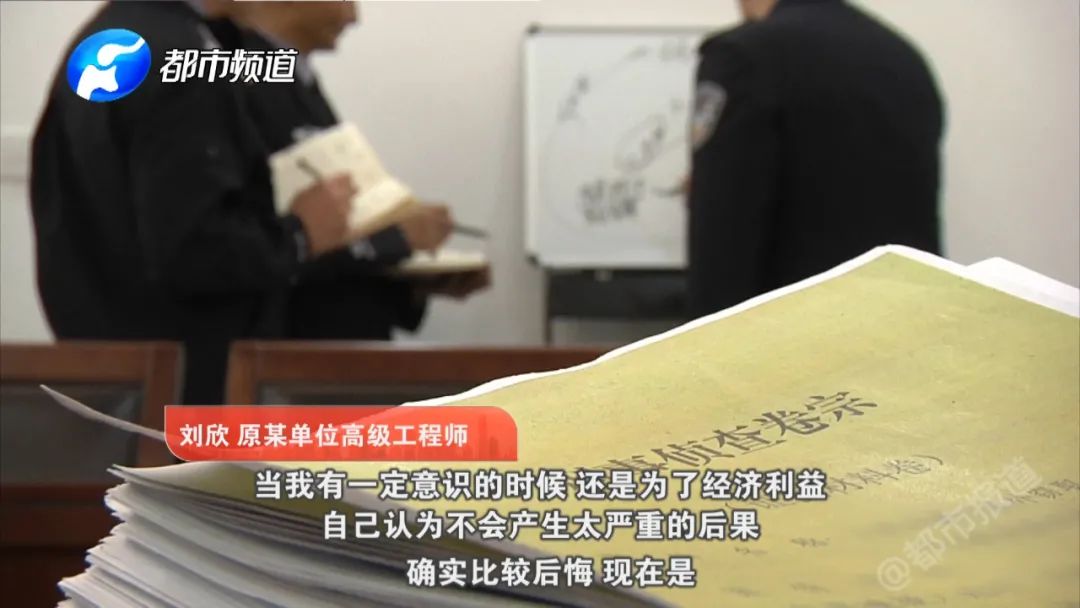 都市频道
刑事侦查卷宗
刘欣 原某单位高级工程师
当我有一定意识的时候 还是为了经济利益
自己认为不会产生太严重的后果
确实比较后悔 现在是
@都市报道